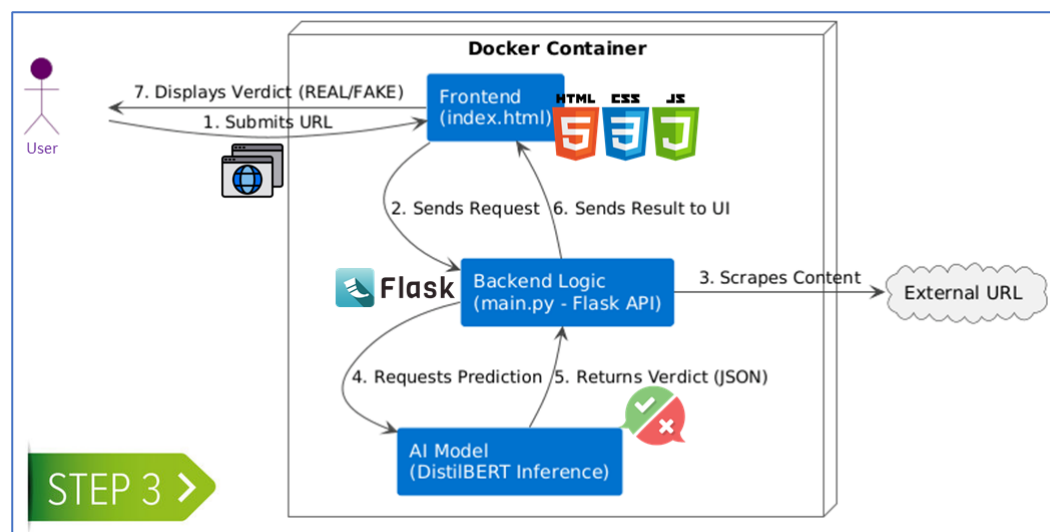 Docker Container
User
7. Displays Verdict (REAL/FAKE)
1. Submits URL
Frontend
(index.html)
HTML
5
CSS
3
JS
J
2. Sends Request
6. Sends Result to UI
Flask
Backend Logic
(main.py - Flask API)
3. Scrapes Content
External URL
4. Requests Prediction
5. Returns Verdict (JSON)
AI Model
(DistilBERT Inference)
STEP 3